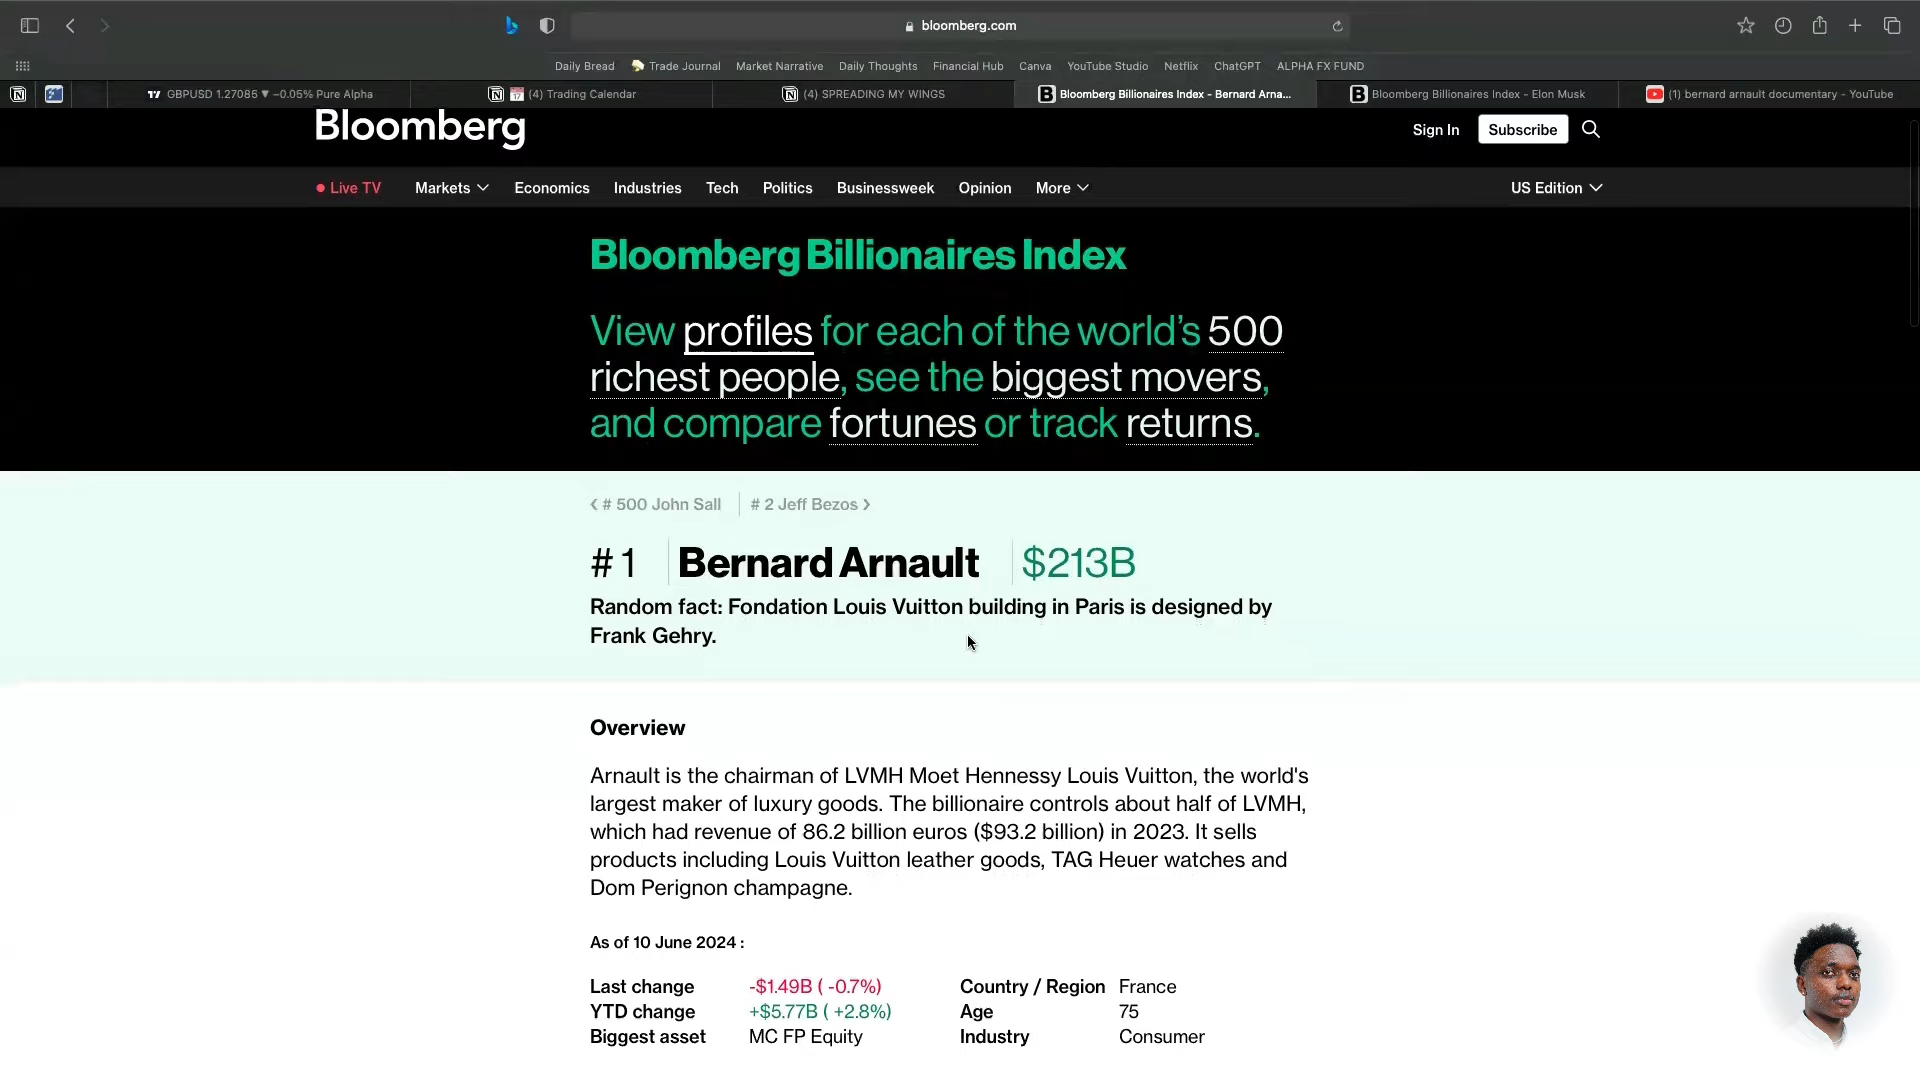 bloomberg.com
Daily Bread Trade Journal Market Narrative Daily Thoughts Financial Hub Canva YouTube Studio Netflix ChatGPT ALPHA FX FUND
GBPUSD 1.27085 ▼ −0.05% Pure Alpha (4) Trading Calendar (4) SPREADING MY WINGS Bloomberg Billionaires Index - Bernard Arna... Bloomberg Billionaires Index - Elon Musk (1) bernard arnault documentary - YouTube
Bloomberg
Sign In Subscribe
Live TV Markets Economics Industries Tech Politics Businessweek Opinion More US Edition
Bloomberg Billionaires Index
View profiles for each of the world's 500
richest people, see the biggest movers,
and compare fortunes or track returns.
‹ # 500 John Sall # 2 Jeff Bezos ›
# 1 Bernard Arnault $213B
Random fact: Fondation Louis Vuitton building in Paris is designed by
Frank Gehry.
Overview
Arnault is the chairman of LVMH Moet Hennessy Louis Vuitton, the world's
largest maker of luxury goods. The billionaire controls about half of LVMH,
which had revenue of 86.2 billion euros ($93.2 billion) in 2023. It sells
products including Louis Vuitton leather goods, TAG Heuer watches and
Dom Perignon champagne.
As of 10 June 2024 :
Last change -$1.49B ( -0.7%) Country / Region France
YTD change +$5.77B ( +2.8%) Age 75
Biggest asset MC FP Equity Industry Consumer